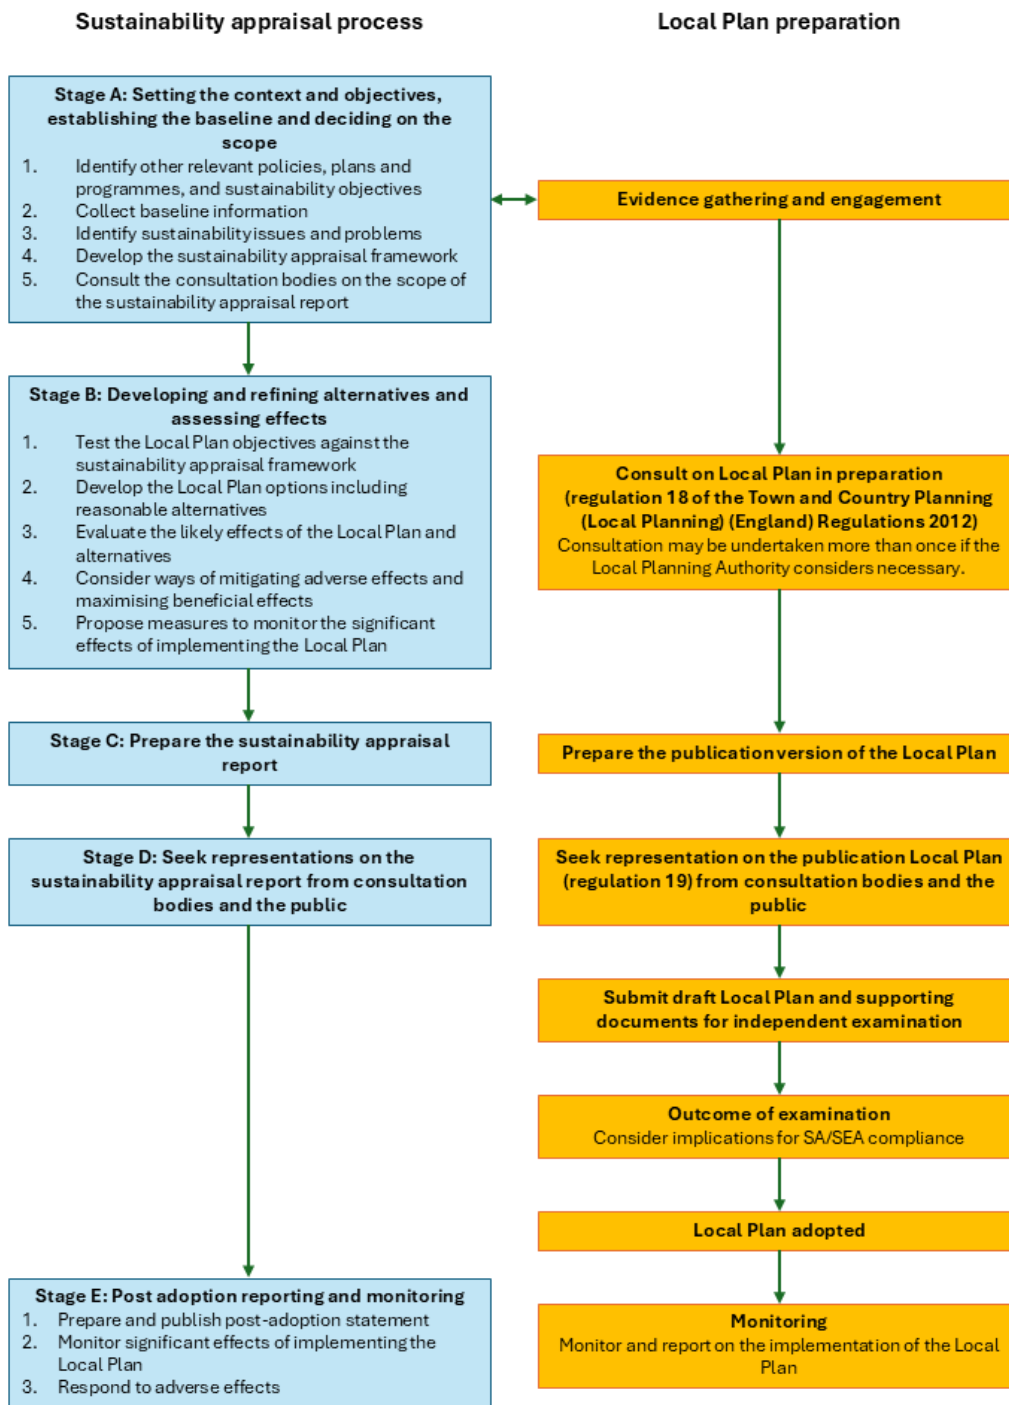 Sustainability appraisal process
Local Plan preparation
Stage A: Setting the context and objectives,
establishing the baseline and deciding on the
scope
1. Identify other relevant policies, plans and
programmes, and sustainability objectives
2. Collect baseline information
3. Identify sustainability issues and problems
4. Develop the sustainability appraisal framework
5. Consult the consultation bodies on the scope of
the sustainability appraisal report
Evidence gathering and engagement
Stage B: Developing and refining alternatives and
assessing effects
1. Test the Local Plan objectives against the
sustainability appraisal framework
2. Develop the Local Plan options including
reasonable alternatives
3. Evaluate the likely effects of the Local Plan and
alternatives
4. Consider ways of mitigating adverse effects and
maximising beneficial effects
5. Propose measures to monitor the significant
effects of implementing the Local Plan
Consult on Local Plan in preparation
(regulation 18 of the Town and Country Planning
(Local Planning) (England) Regulations 2012)
Consultation may be undertaken more than once if the
Local Planning Authority considers necessary.
Stage C: Prepare the sustainability appraisal
report
Prepare the publication version of the Local Plan
Stage D: Seek representations on the
sustainability appraisal report from consultation
bodies and the public
Seek representation on the publication Local Plan
(regulation 19) from consultation bodies and the
public
Submit draft Local Plan and supporting
documents for independent examination
Outcome of examination
Consider implications for SA/SEA compliance
Local Plan adopted
Stage E: Post adoption reporting and monitoring
1. Prepare and publish post-adoption statement
2. Monitor significant effects of implementing the
Local Plan
3. Respond to adverse effects
Monitoring
Monitor and report on the implementation of the Local
Plan